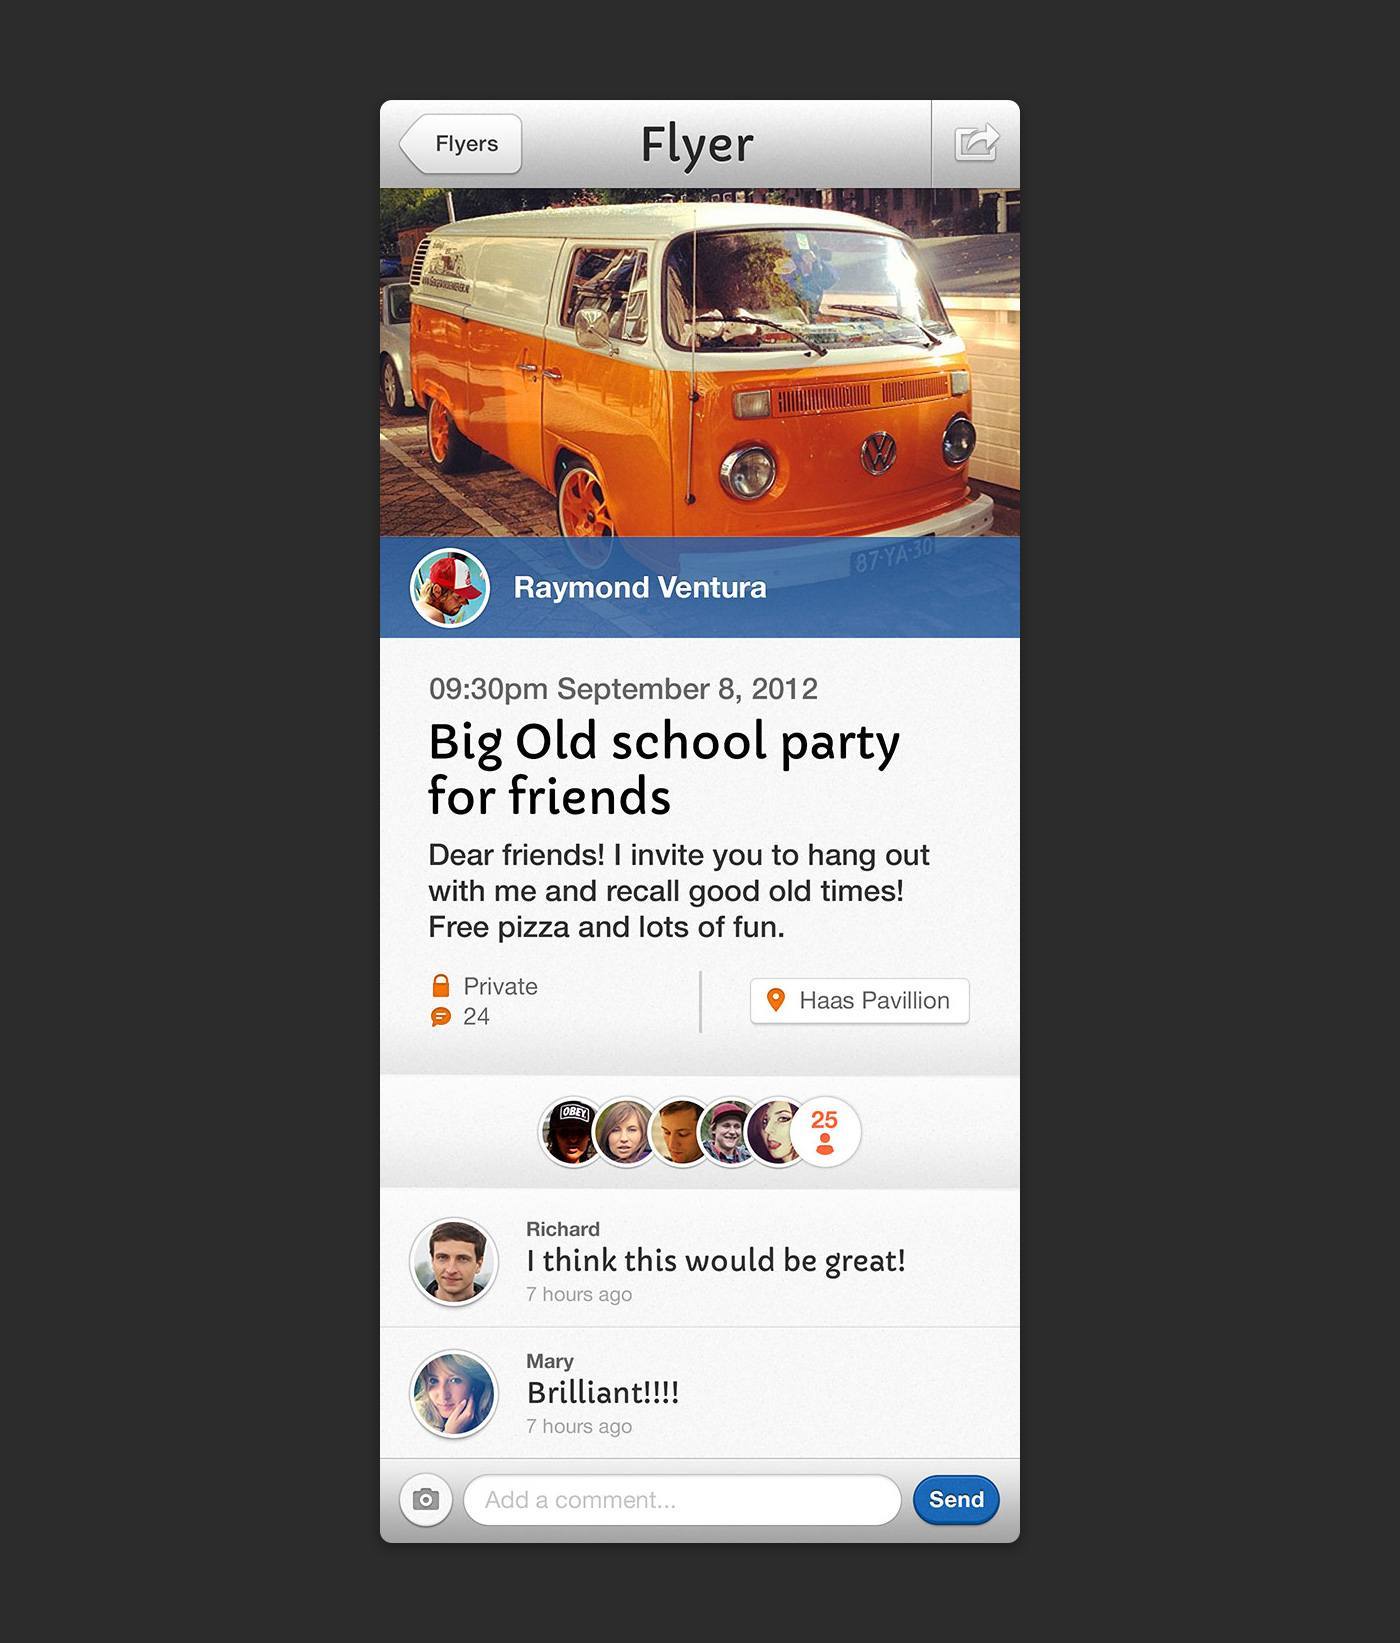 Flyers
Flyer
87-YA-30
Raymond Ventura
09:30pm September 8, 2012
Big Old school party
for friends
Dear friends! I invite you to hang out
with me and recall good old times!
Free pizza and lots of fun.
Private
24
Haas Pavillion
OBEY
25
Richard
I think this would be great!
7 hours ago
Mary
Brilliant!!!!
7 hours ago
Add a comment...
Send